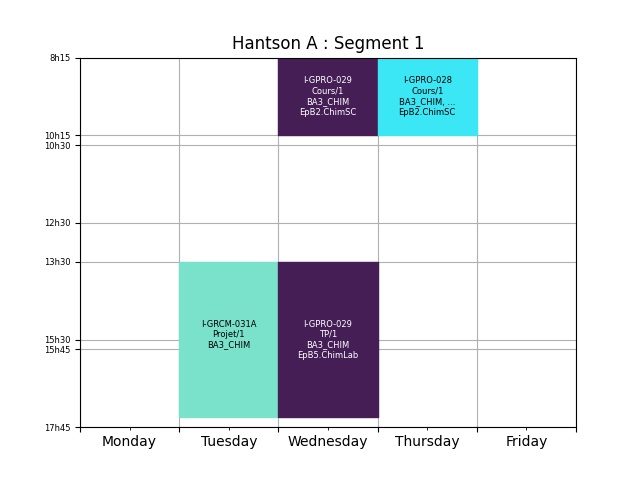 Hantson A : Segment 1
8h15
I-GPRO-029
Cours/1
BA3_CHIM
EpB2.ChimSC
I-GPRO-028
Cours/1
BA3_CHIM, ...
EpB2.ChimSC
10h15
10h30
12h30
13h30
I-GRCM-031A
Projet/1
BA3_CHIM
I-GPRO-029
TP/1
BA3_CHIM
EpB5.ChimLab
15h30
15h45
17h45
Monday Tuesday Wednesday Thursday Friday